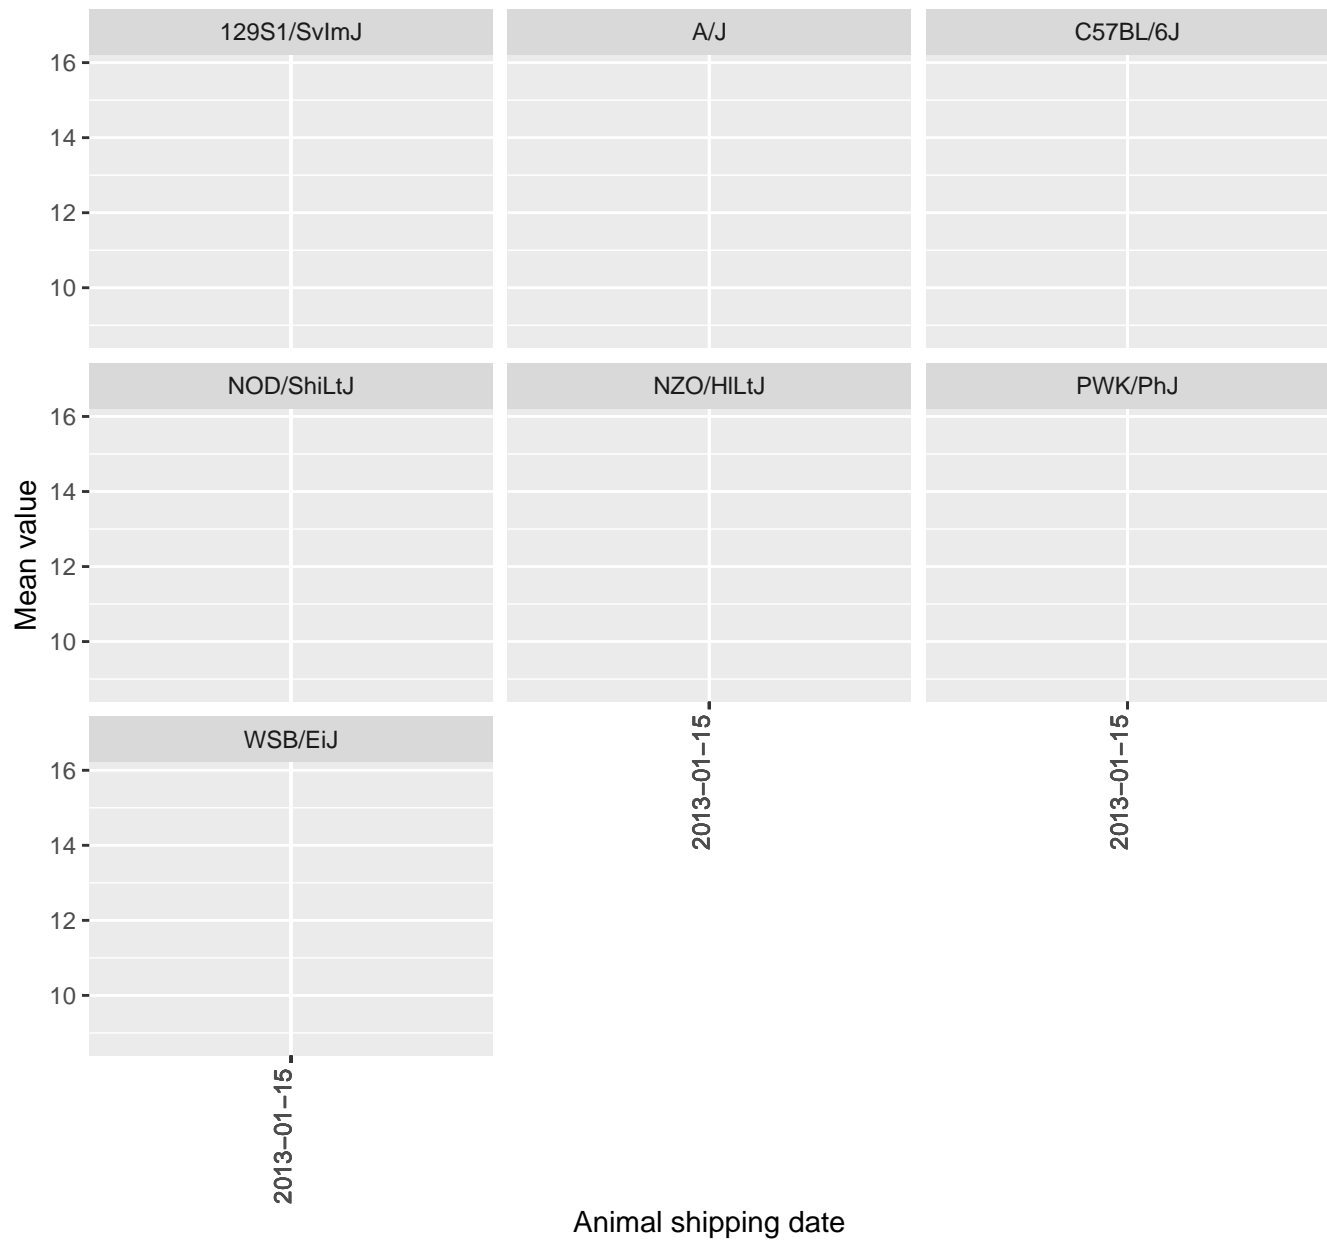 129S1/SvImJ
A/J
C57BL/6J
16
14
12
10
NOD/ShiLtJ
NZO/HlLtJ
PWK/PhJ
16
14
12
10
Mean value
2013−01−15
2013−01−15
WSB/EiJ
16
14
12
10
2013−01−15
Animal shipping date